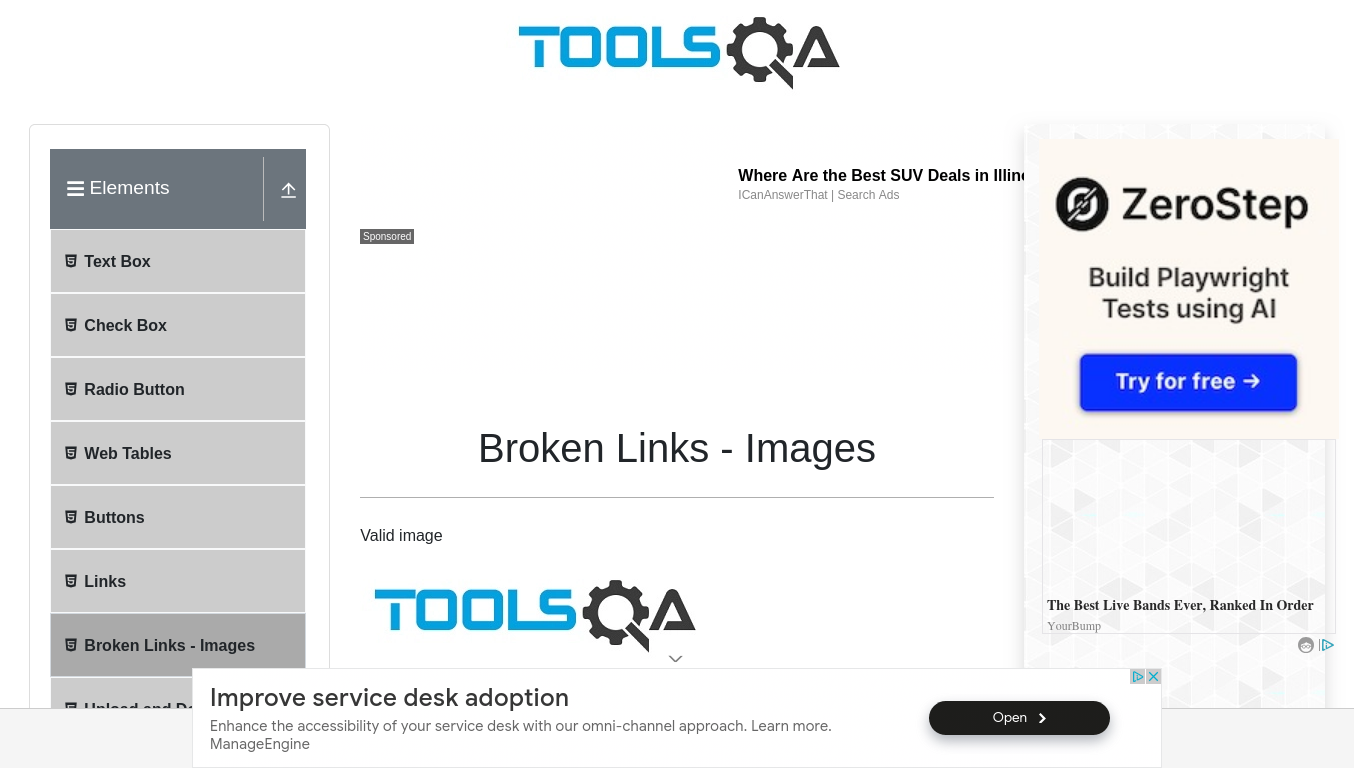 TOOLSQA
Elements
Text Box
Check Box
Radio Button
Web Tables
Buttons
Links
Broken Links - Images
Where Are the Best SUV Deals in
ICanAnswerThat | Search Ads
Sponsored
Broken Links - Images
Valid image
TOOLSQA
ZeroStep
Build Playwright
Tests using AI
Try for free →
The Best Live Bands Ever, Ranked In Order
YourBump
Improve service desk adoption
Enhance the accessibility of your service desk with our omni-channel approach. Learn more.
ManageEngine
Open